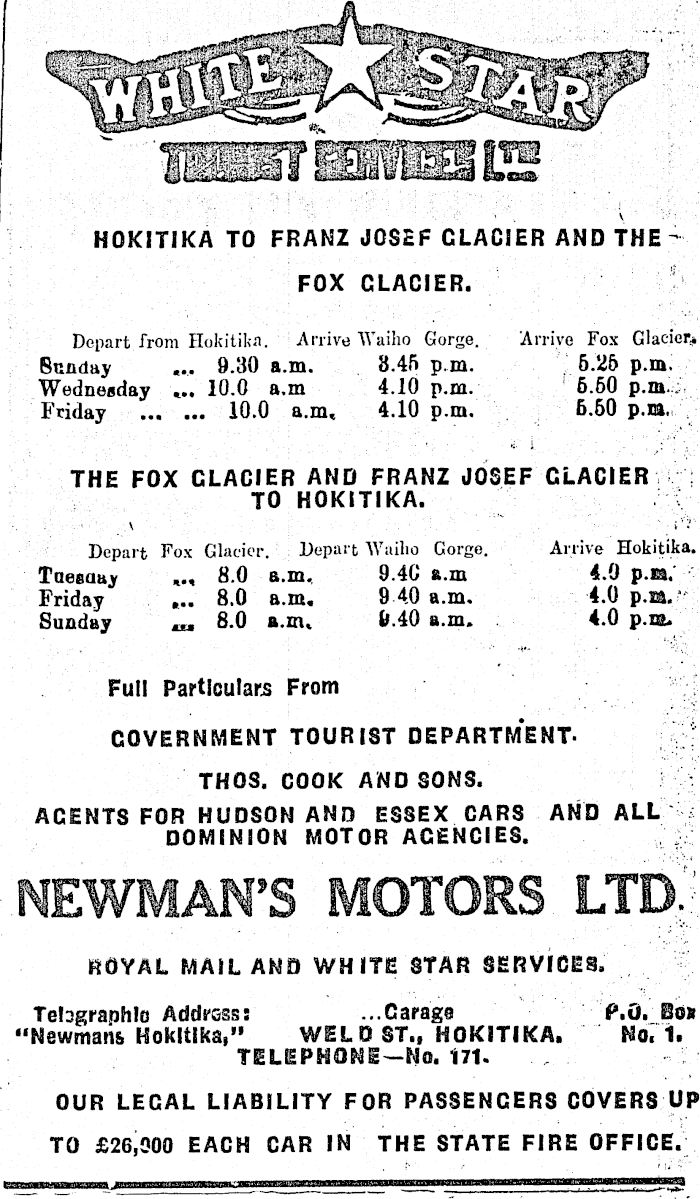 WHITE STAR
HOKITIKA TO FRANZ JOSEF GLACIER AND THE
FOX GLACIER.
Depart from Hokitika. Arrive Waiho Gorge. Arrive Fox Glacier.
Sunday ... 9.30 a.m. 3.45 p.m. 5.25 p.m.
Wednesday ... 10.0 a.m 4.10 p.m. 5.50 p.m.
Friday ... ... 10.0 a.m. 4.10 p.m. 5.50 p.m.
THE FOX GLACIER AND FRANZ JOSEF GLACIER
TO HOKITIKA.
Depart Fox Glacier. Depart Waiho Gorge. Arrive Hokitika.
Tuesday ... 8.0 a.m. 9.40 a.m 4.0 p.m.
Friday ... 8.0 a.m. 9.40 a.m. 4.0 p.m.
Sunday ... 8.0 a.m. 9.40 a.m. 4.0 p.m.
Full Particulars From
GOVERNMENT TOURIST DEPARTMENT.
THOS. COOK AND SONS.
AGENTS FOR HUDSON AND ESSEX CARS AND ALL
DOMINION MOTOR AGENCIES.
NEWMAN'S MOTORS LTD.
ROYAL MAIL AND WHITE STAR SERVICES.
Telegraphic Address: ...Garage P.O. Box
"Newmans Hokitika," WELD ST., HOKITIKA. No. 1.
TELEPHONE—No. 171.
OUR LEGAL LIABILITY FOR PASSENGERS COVERS UP
TO £26,000 EACH CAR IN THE STATE FIRE OFFICE.